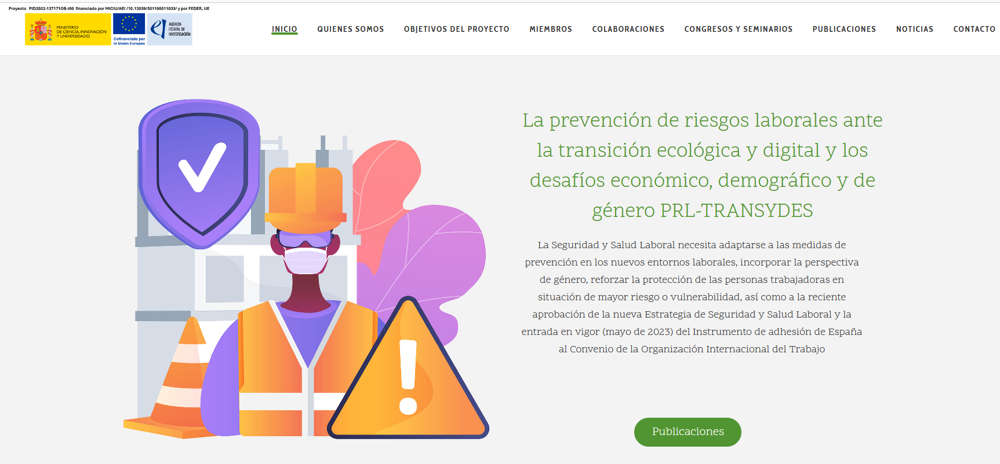 Proyecto PID2022-137171OB-I00 financiado por MICIU/AEI /10.13039/501100011033/ y por FEDER, UE
MINISTERIO
DE CIENCIA, INNOVACIÓN
Y UNIVERSIDADES
Cofinanciado por
la Unión Europea
AGENCIA
ESTATAL DE
INVESTIGACIÓN
INICIO QUIENES SOMOS OBJETIVOS DEL PROYECTO MIEMBROS COLABORACIONES CONGRESOS Y SEMINARIOS PUBLICACIONES NOTICIAS CONTACTO
La prevención de riesgos laborales ante
la transición ecológica y digital y los
desafíos económico, demográfico y de
género PRL-TRANSYDES
La Seguridad y Salud Laboral necesita adaptarse a las medidas de
prevención en los nuevos entornos laborales, incorporar la perspectiva
de género, reforzar la protección de las personas trabajadoras en
situación de mayor riesgo o vulnerabilidad, así como a la reciente
aprobación de la nueva Estrategia de Seguridad y Salud Laboral y la
entrada en vigor (mayo de 2023) del Instrumento de adhesión de España
al Convenio de la Organización Internacional del Trabajo
Publicaciones